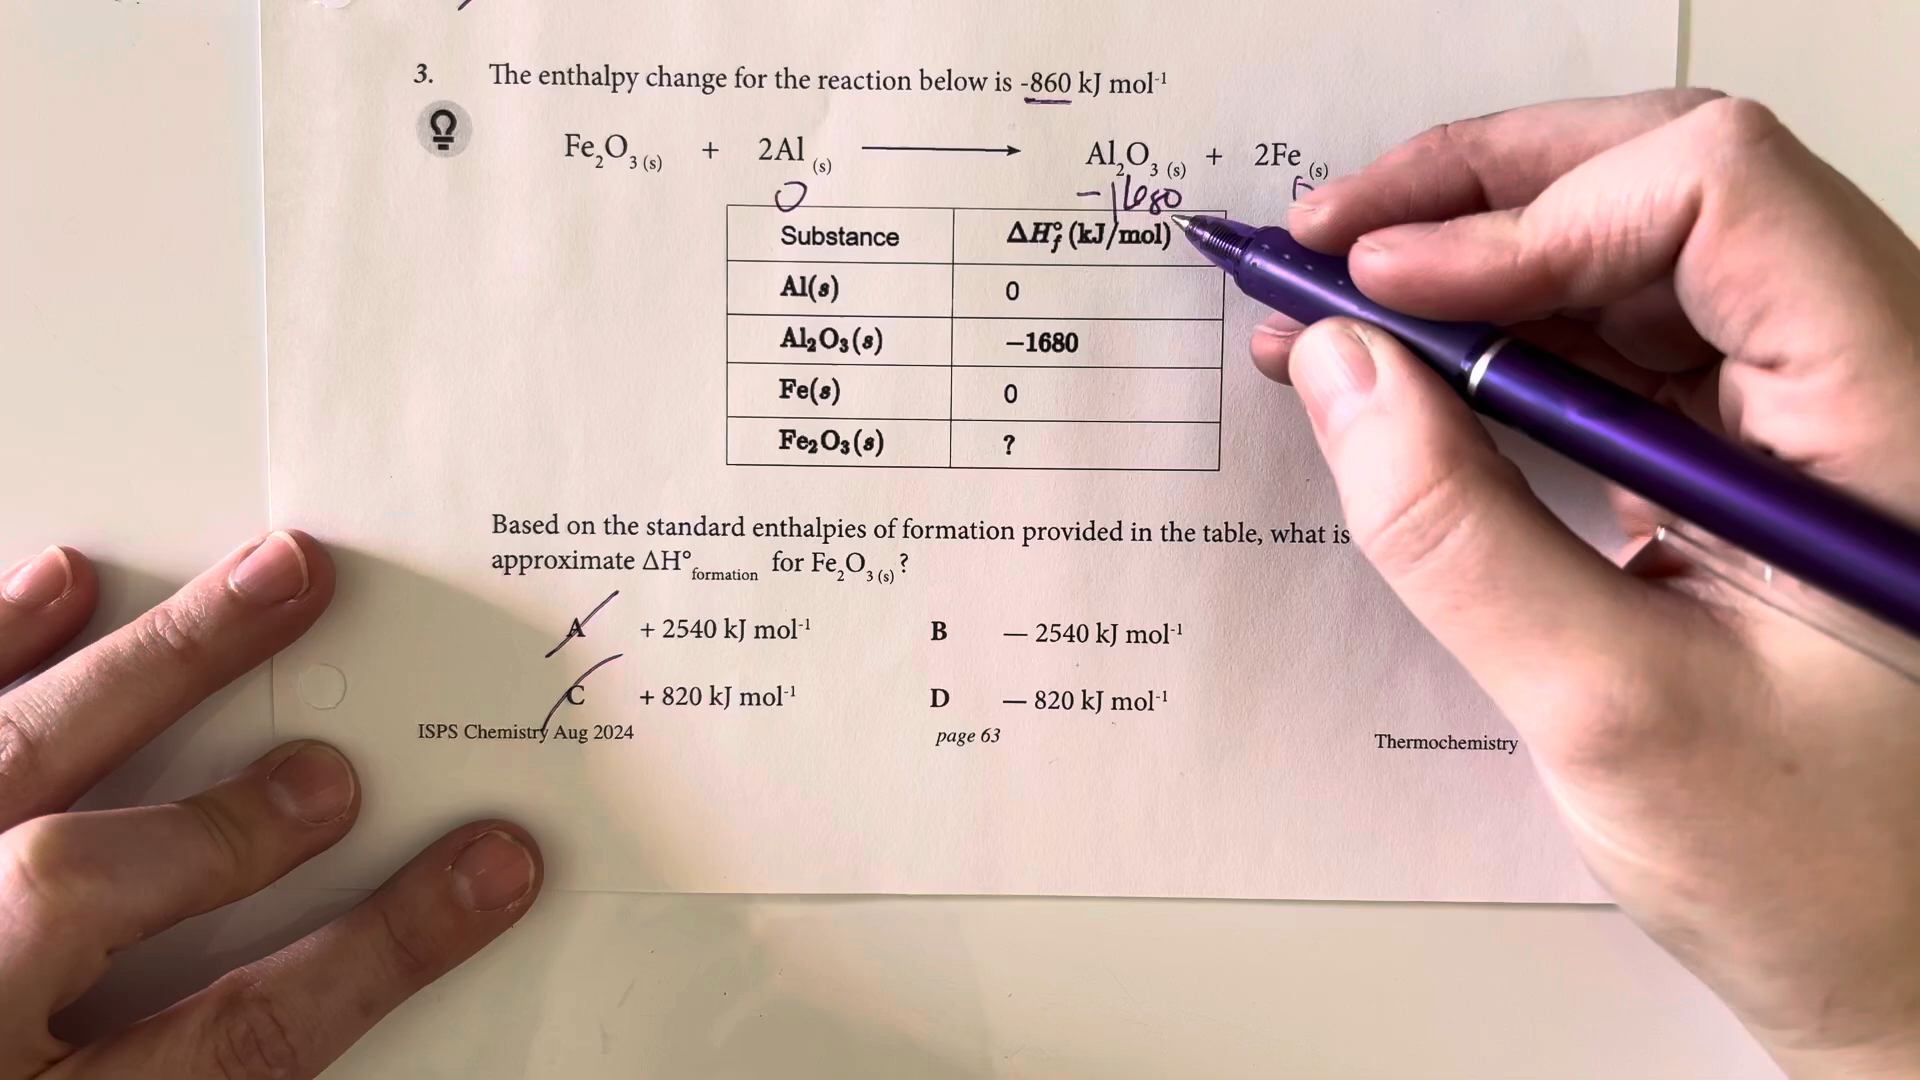 3. The enthalpy change for the reaction below is -860 kJ mol⁻¹
Fe₂O₃ (s) + 2Al (s) ⟶ Al₂O₃ (s) + 2Fe (s)
0 -1680
Substance ΔH°f (kJ/mol)
Al(s) 0
Al₂O₃(s) −1680
Fe(s) 0
Fe₂O₃(s) ?
Based on the standard enthalpies of formation provided in the table, what is
approximate ΔH° formation for Fe₂O₃ (s) ?
A + 2540 kJ mol⁻¹ B — 2540 kJ mol⁻¹
C + 820 kJ mol⁻¹ D — 820 kJ mol⁻¹
ISPS Chemistry Aug 2024 page 63 Thermochemistry